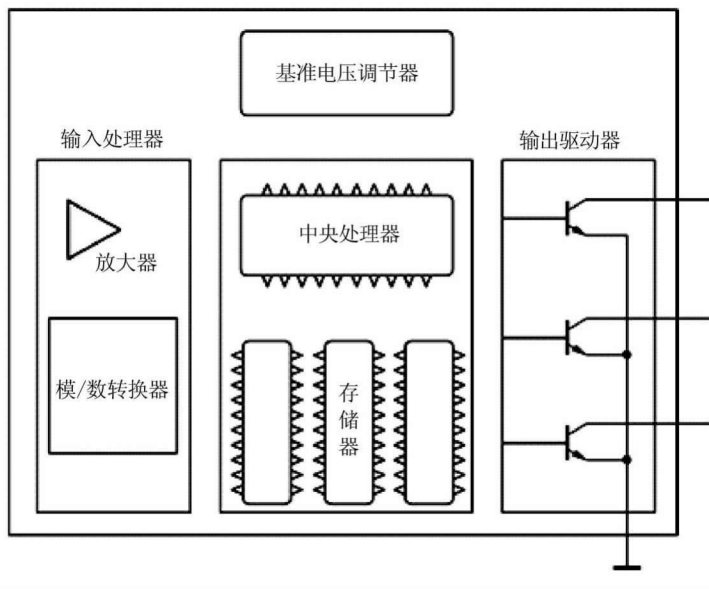 基准电压调节器
输入处理器
输出驱动器
中央处理器
放大器
模/数转换器
存
储
器